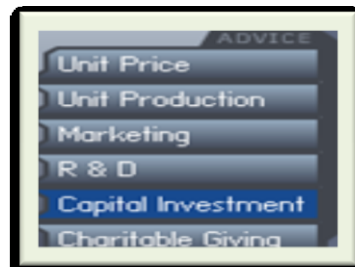 ADVICE
Unit Price
Unit Production
Marketing
R & D
Capital Investment
Charitable Giving